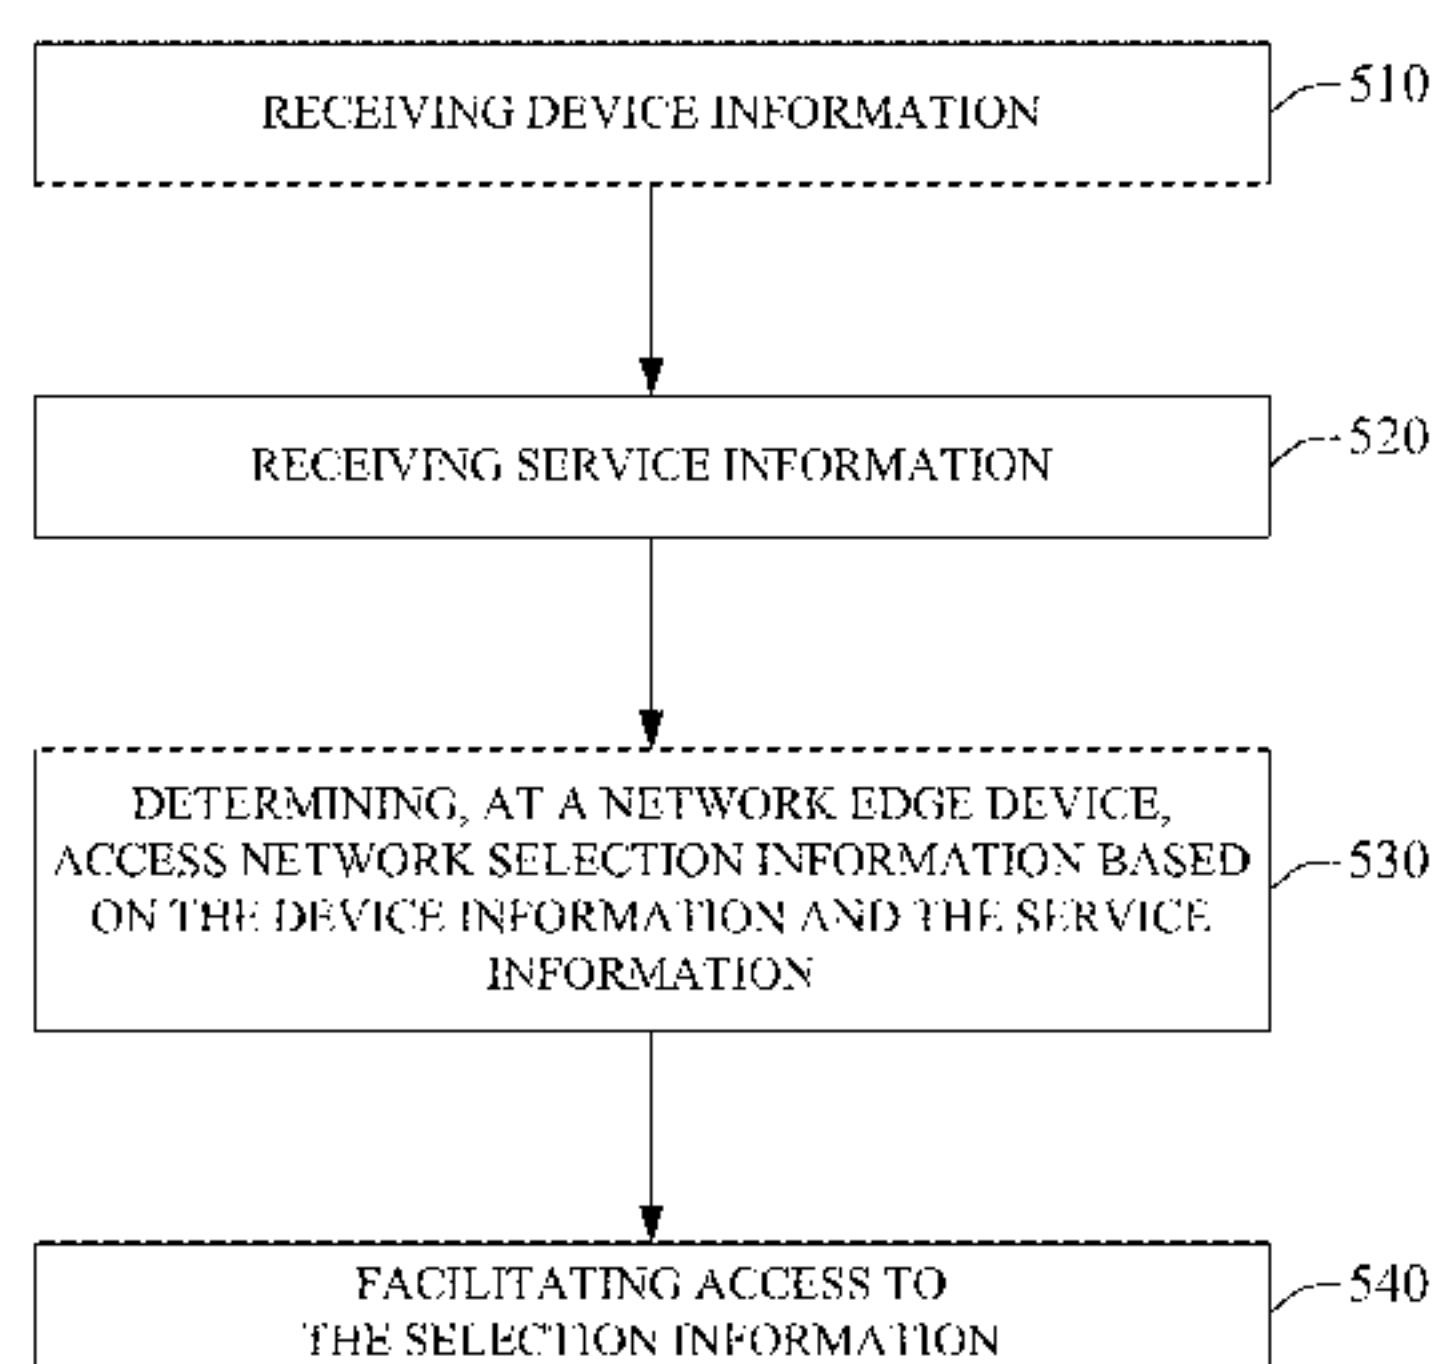 RECEIVING DEVICE INFORMATION
510
RECEIVING SERVICE INFORMATION
520
DETERMINING, AT A NETWORK EDGE DEVICE,
ACCESS NETWORK SELECTION INFORMATION BASED
ON THE DEVICE INFORMATION AND THE SERVICE
INFORMATION
530
FACILITATING ACCESS TO
THE SELECTION INFORMATION
540